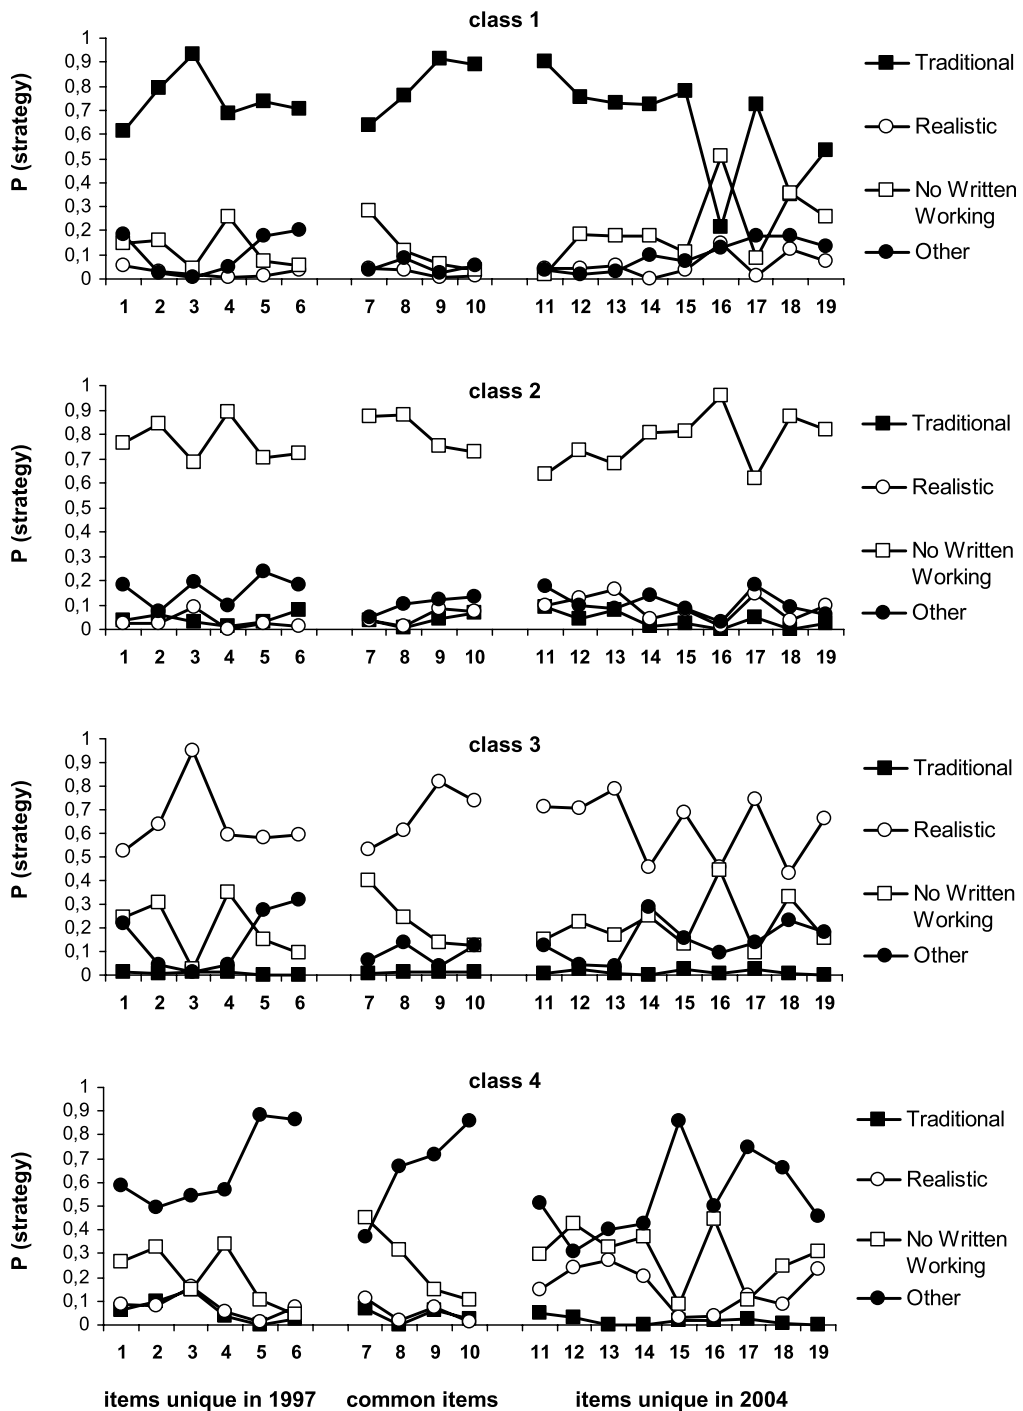 class 1
P (strategy)
1
0,9
0,8
0,7
0,6
0,5
0,4
0,3
0,2
0,1
0
1 2 3 4 5 6 7 8 9 10 11 12 13 14 15 16 17 18 19
Traditional
Realistic
No Written
Working
Other
class 2
P (strategy)
1
0,9
0,8
0,7
0,6
0,5
0,4
0,3
0,2
0,1
0
1 2 3 4 5 6 7 8 9 10 11 12 13 14 15 16 17 18 19
Traditional
Realistic
No Written
Working
Other
class 3
P (strategy)
1
0,9
0,8
0,7
0,6
0,5
0,4
0,3
0,2
0,1
0
1 2 3 4 5 6 7 8 9 10 11 12 13 14 15 16 17 18 19
Traditional
Realistic
No Written
Working
Other
class 4
P (strategy)
1
0,9
0,8
0,7
0,6
0,5
0,4
0,3
0,2
0,1
0
1 2 3 4 5 6 7 8 9 10 11 12 13 14 15 16 17 18 19
Traditional
Realistic
No Written
Working
Other
items unique in 1997 common items items unique in 2004